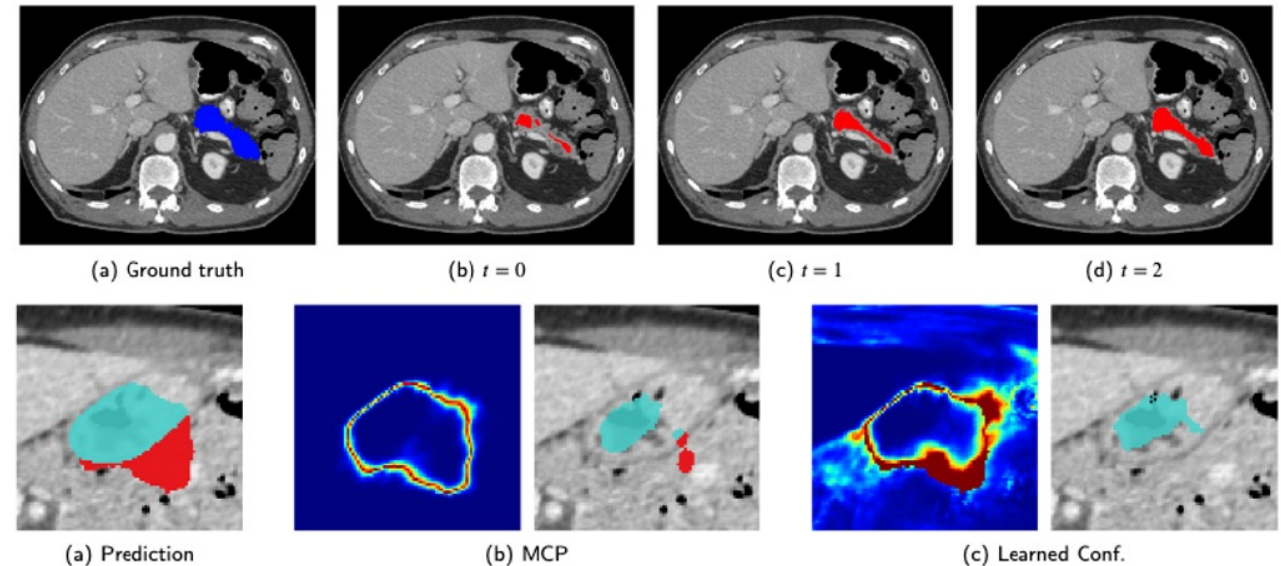 (a) Ground truth
(b) t = 0
(c) t = 1
(d) t = 2
(a) Prediction
(b) MCP
(c) Learned Conf.